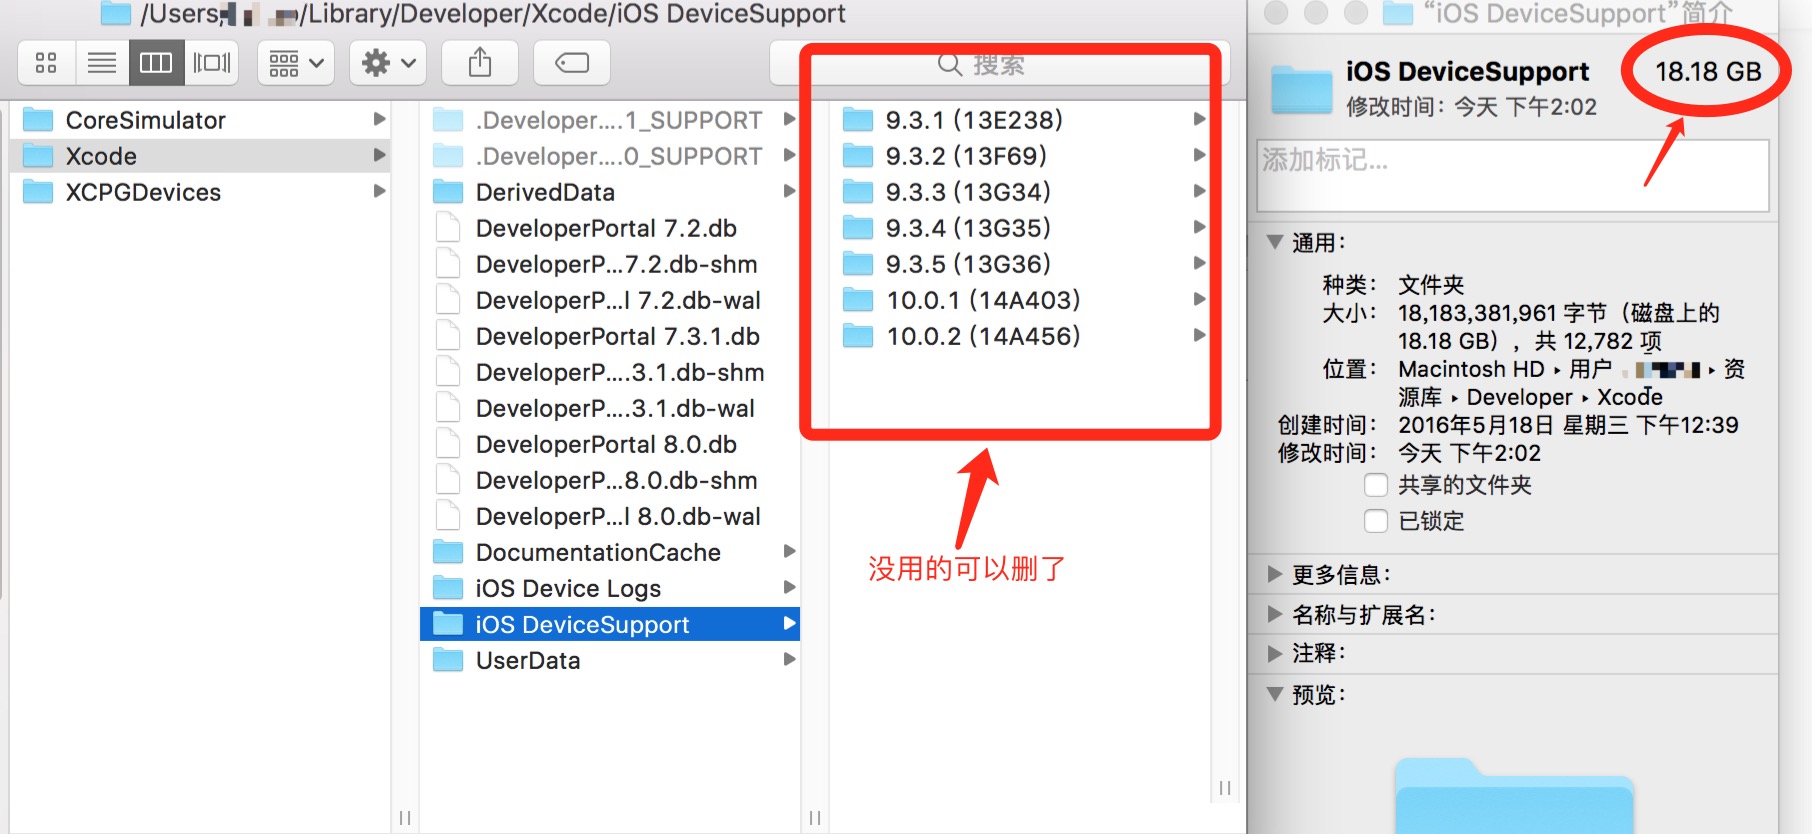 /Users/ /Library/Developer/Xcode/iOS DeviceSupport
搜索
CoreSimulator
Xcode
XCPGDevices
.Developer....1_SUPPORT
.Developer....0_SUPPORT
DerivedData
DeveloperPortal 7.2.db
DeveloperP...7.2.db-shm
DeveloperP...l 7.2.db-wal
DeveloperPortal 7.3.1.db
DeveloperP....3.1.db-shm
DeveloperP....3.1.db-wal
DeveloperPortal 8.0.db
DeveloperP...8.0.db-shm
DeveloperP...l 8.0.db-wal
DocumentationCache
iOS Device Logs
iOS DeviceSupport
UserData
9.3.1 (13E238)
9.3.2 (13F69)
9.3.3 (13G34)
9.3.4 (13G35)
9.3.5 (13G36)
10.0.1 (14A403)
10.0.2 (14A456)
没用的可以删了
“iOS DeviceSupport”简介
iOS DeviceSupport 18.18 GB
修改时间：今天 下午2:02
添加标记...
通用：
种类： 文件夹
大小： 18,183,381,961 字节（磁盘上的
18.18 GB），共 12,782 项
位置： Macintosh HD ▸ 用户 ▸ 资
源库 ▸ Developer ▸ Xcode
创建时间： 2016年5月18日 星期三 下午12:39
修改时间： 今天 下午2:02
共享的文件夹
已锁定
更多信息：
名称与扩展名：
注释：
预览：